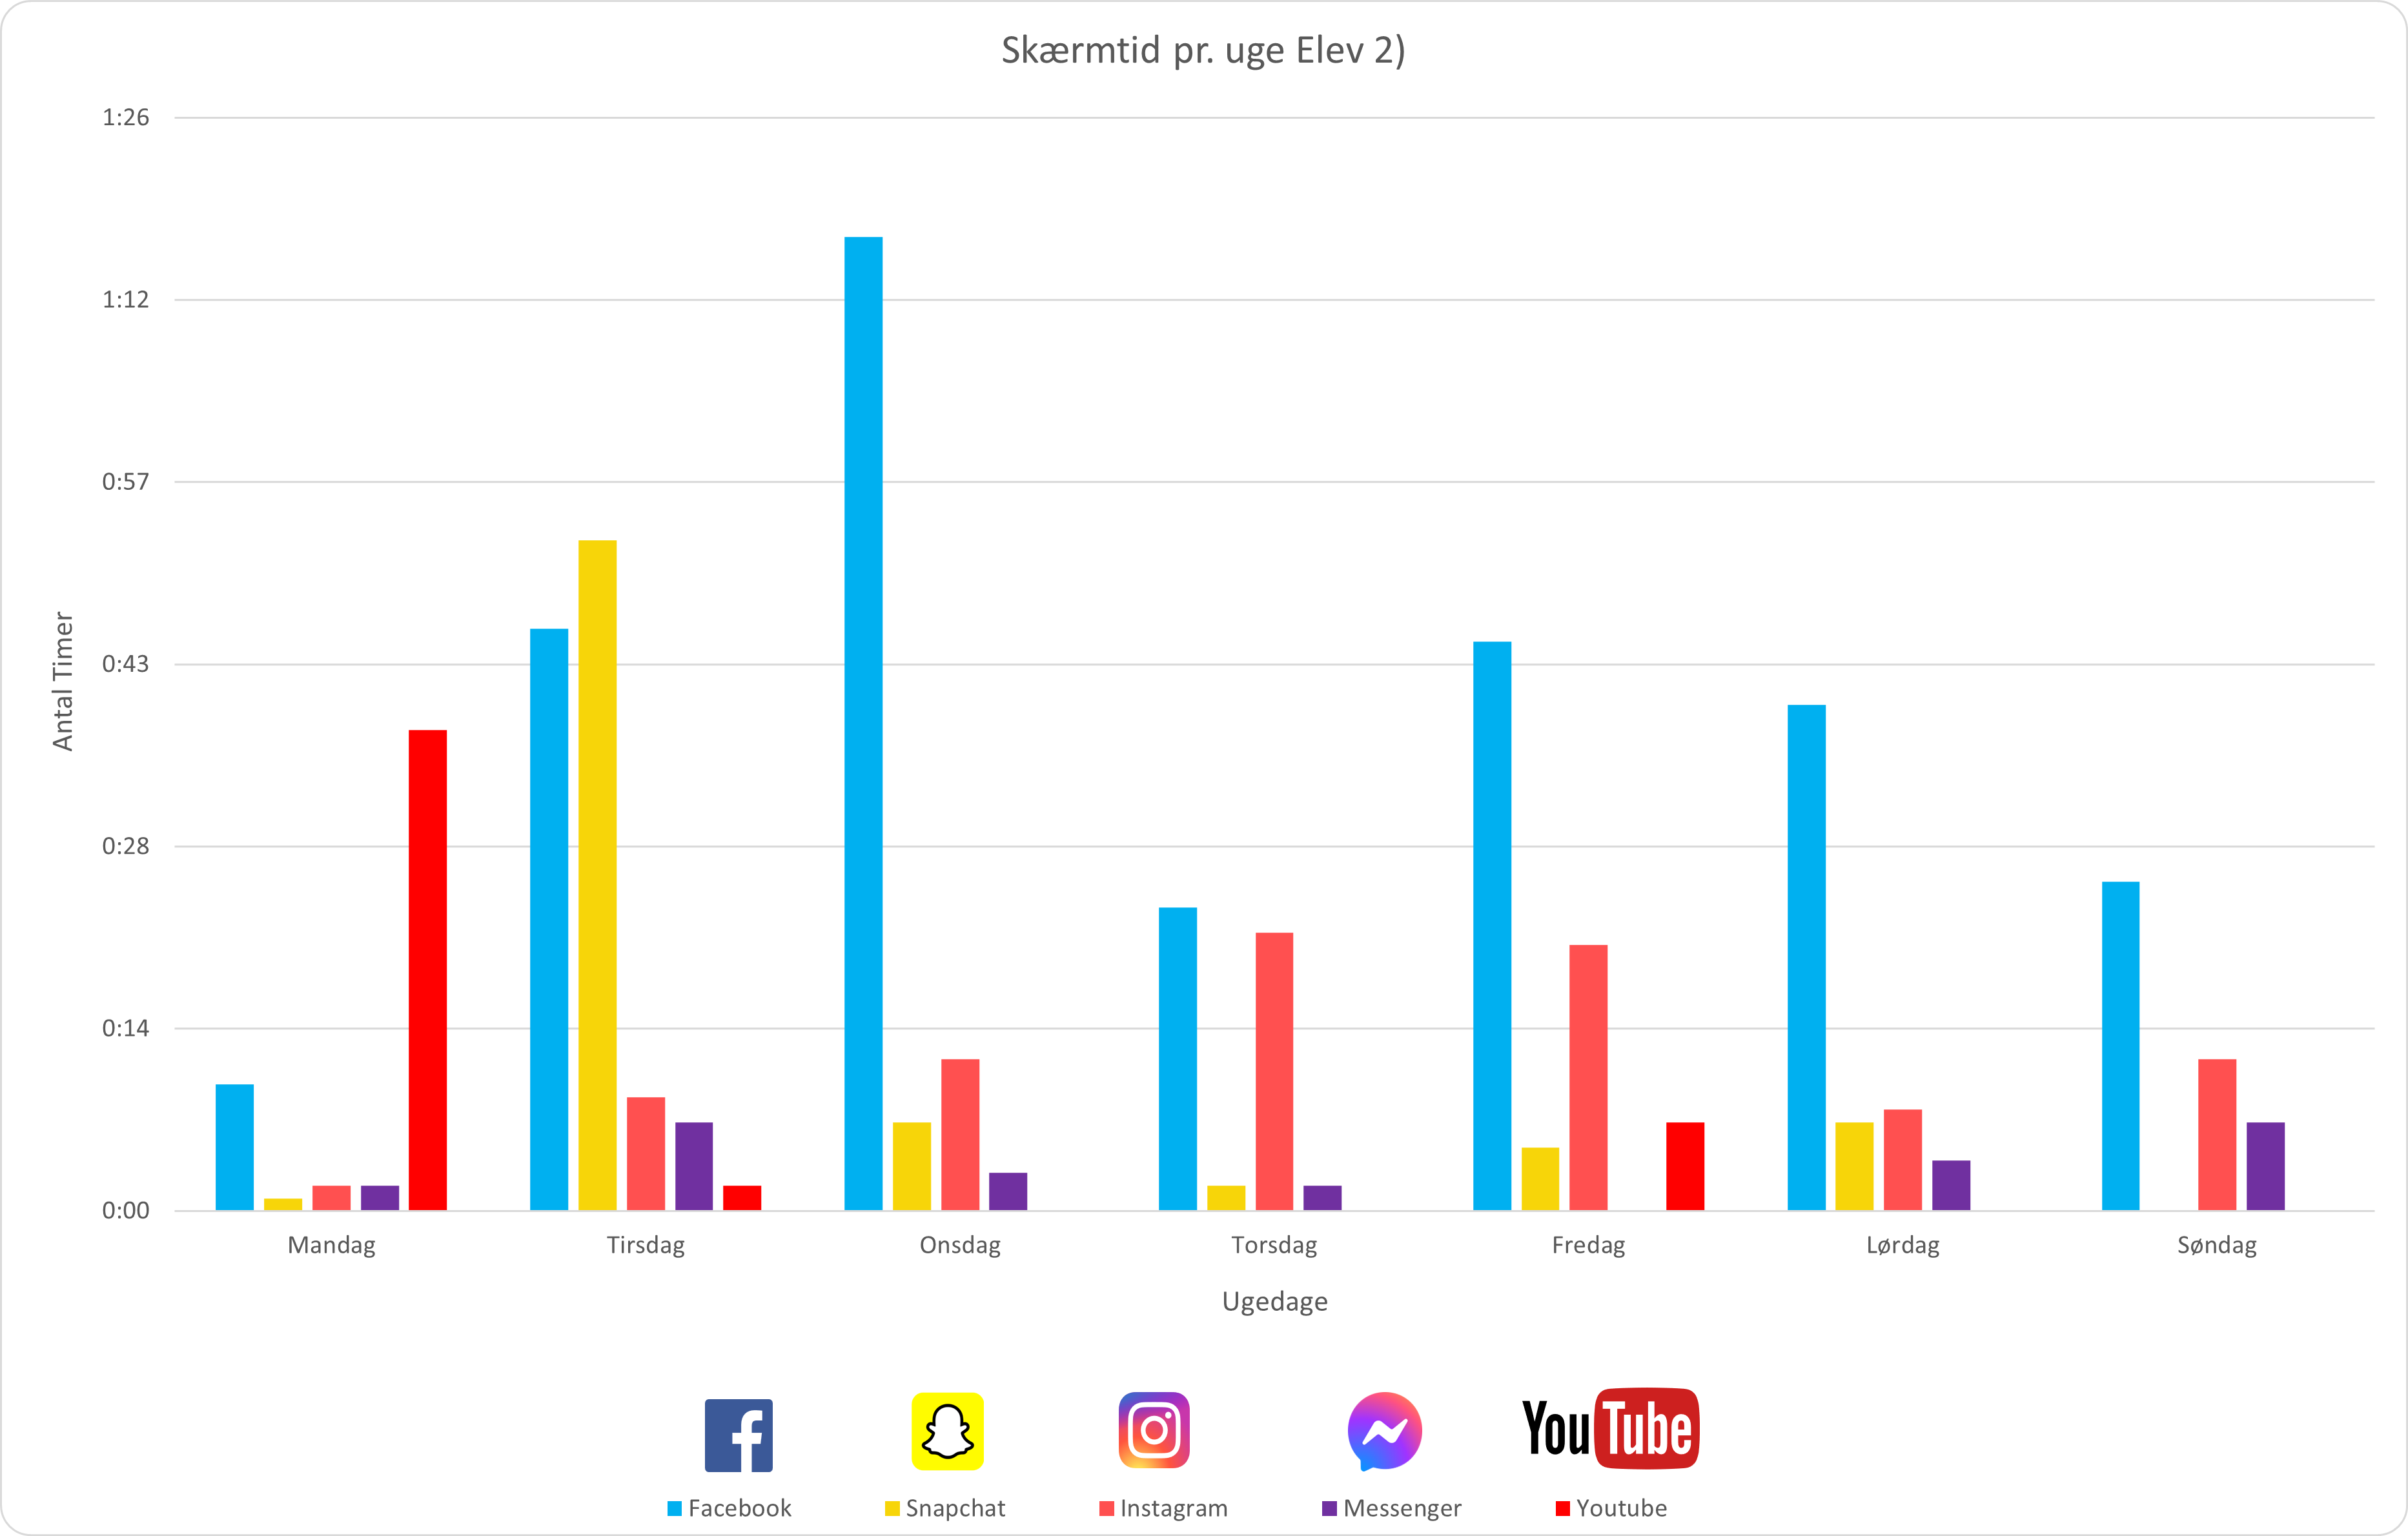 Skærmtid pr. uge Elev 2)
1:26
1:12
0:57
0:43
0:28
0:14
0:00
Antal Timer
Mandag Tirsdag Onsdag Torsdag Fredag Lørdag Søndag
Ugedage
YouTube
Facebook Snapchat Instagram Messenger Youtube